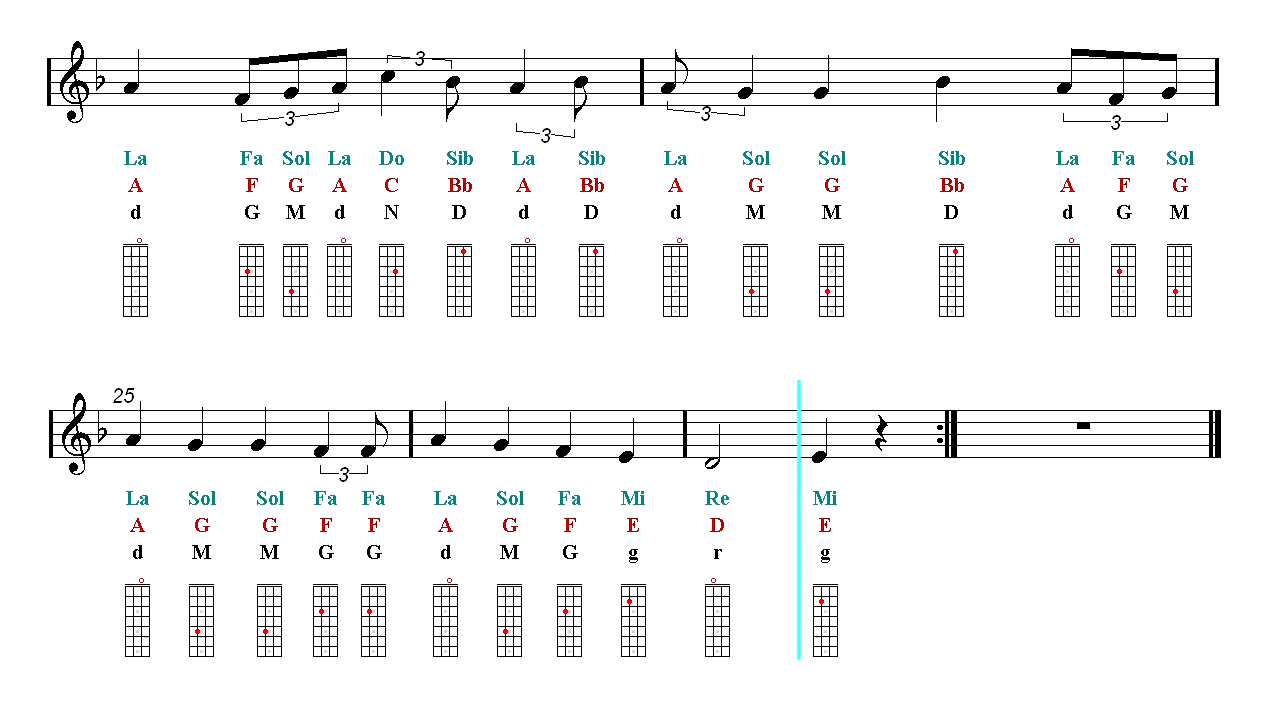 3
3 3
3 3
La Fa Sol La Do Sib La Sib La Sol Sol Sib La Fa Sol
A F G A C Bb A Bb A G G Bb A F G
d G M d N D d D d M M D d G M
25
3
La Sol Sol Fa Fa La Sol Fa Mi Re Mi
A G G F F A G F E D E
d M M G G d M G g r g